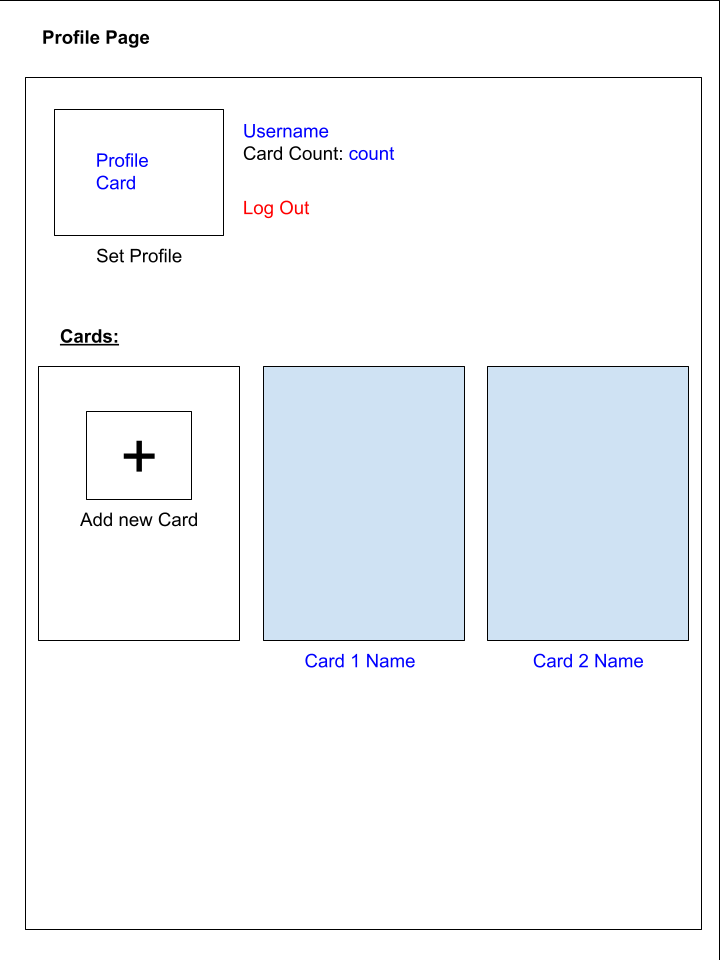 Profile Page
Profile
Card
Username
Card Count: count
Log Out
Set Profile
Cards:
+
Add new Card
Card 1 Name
Card 2 Name